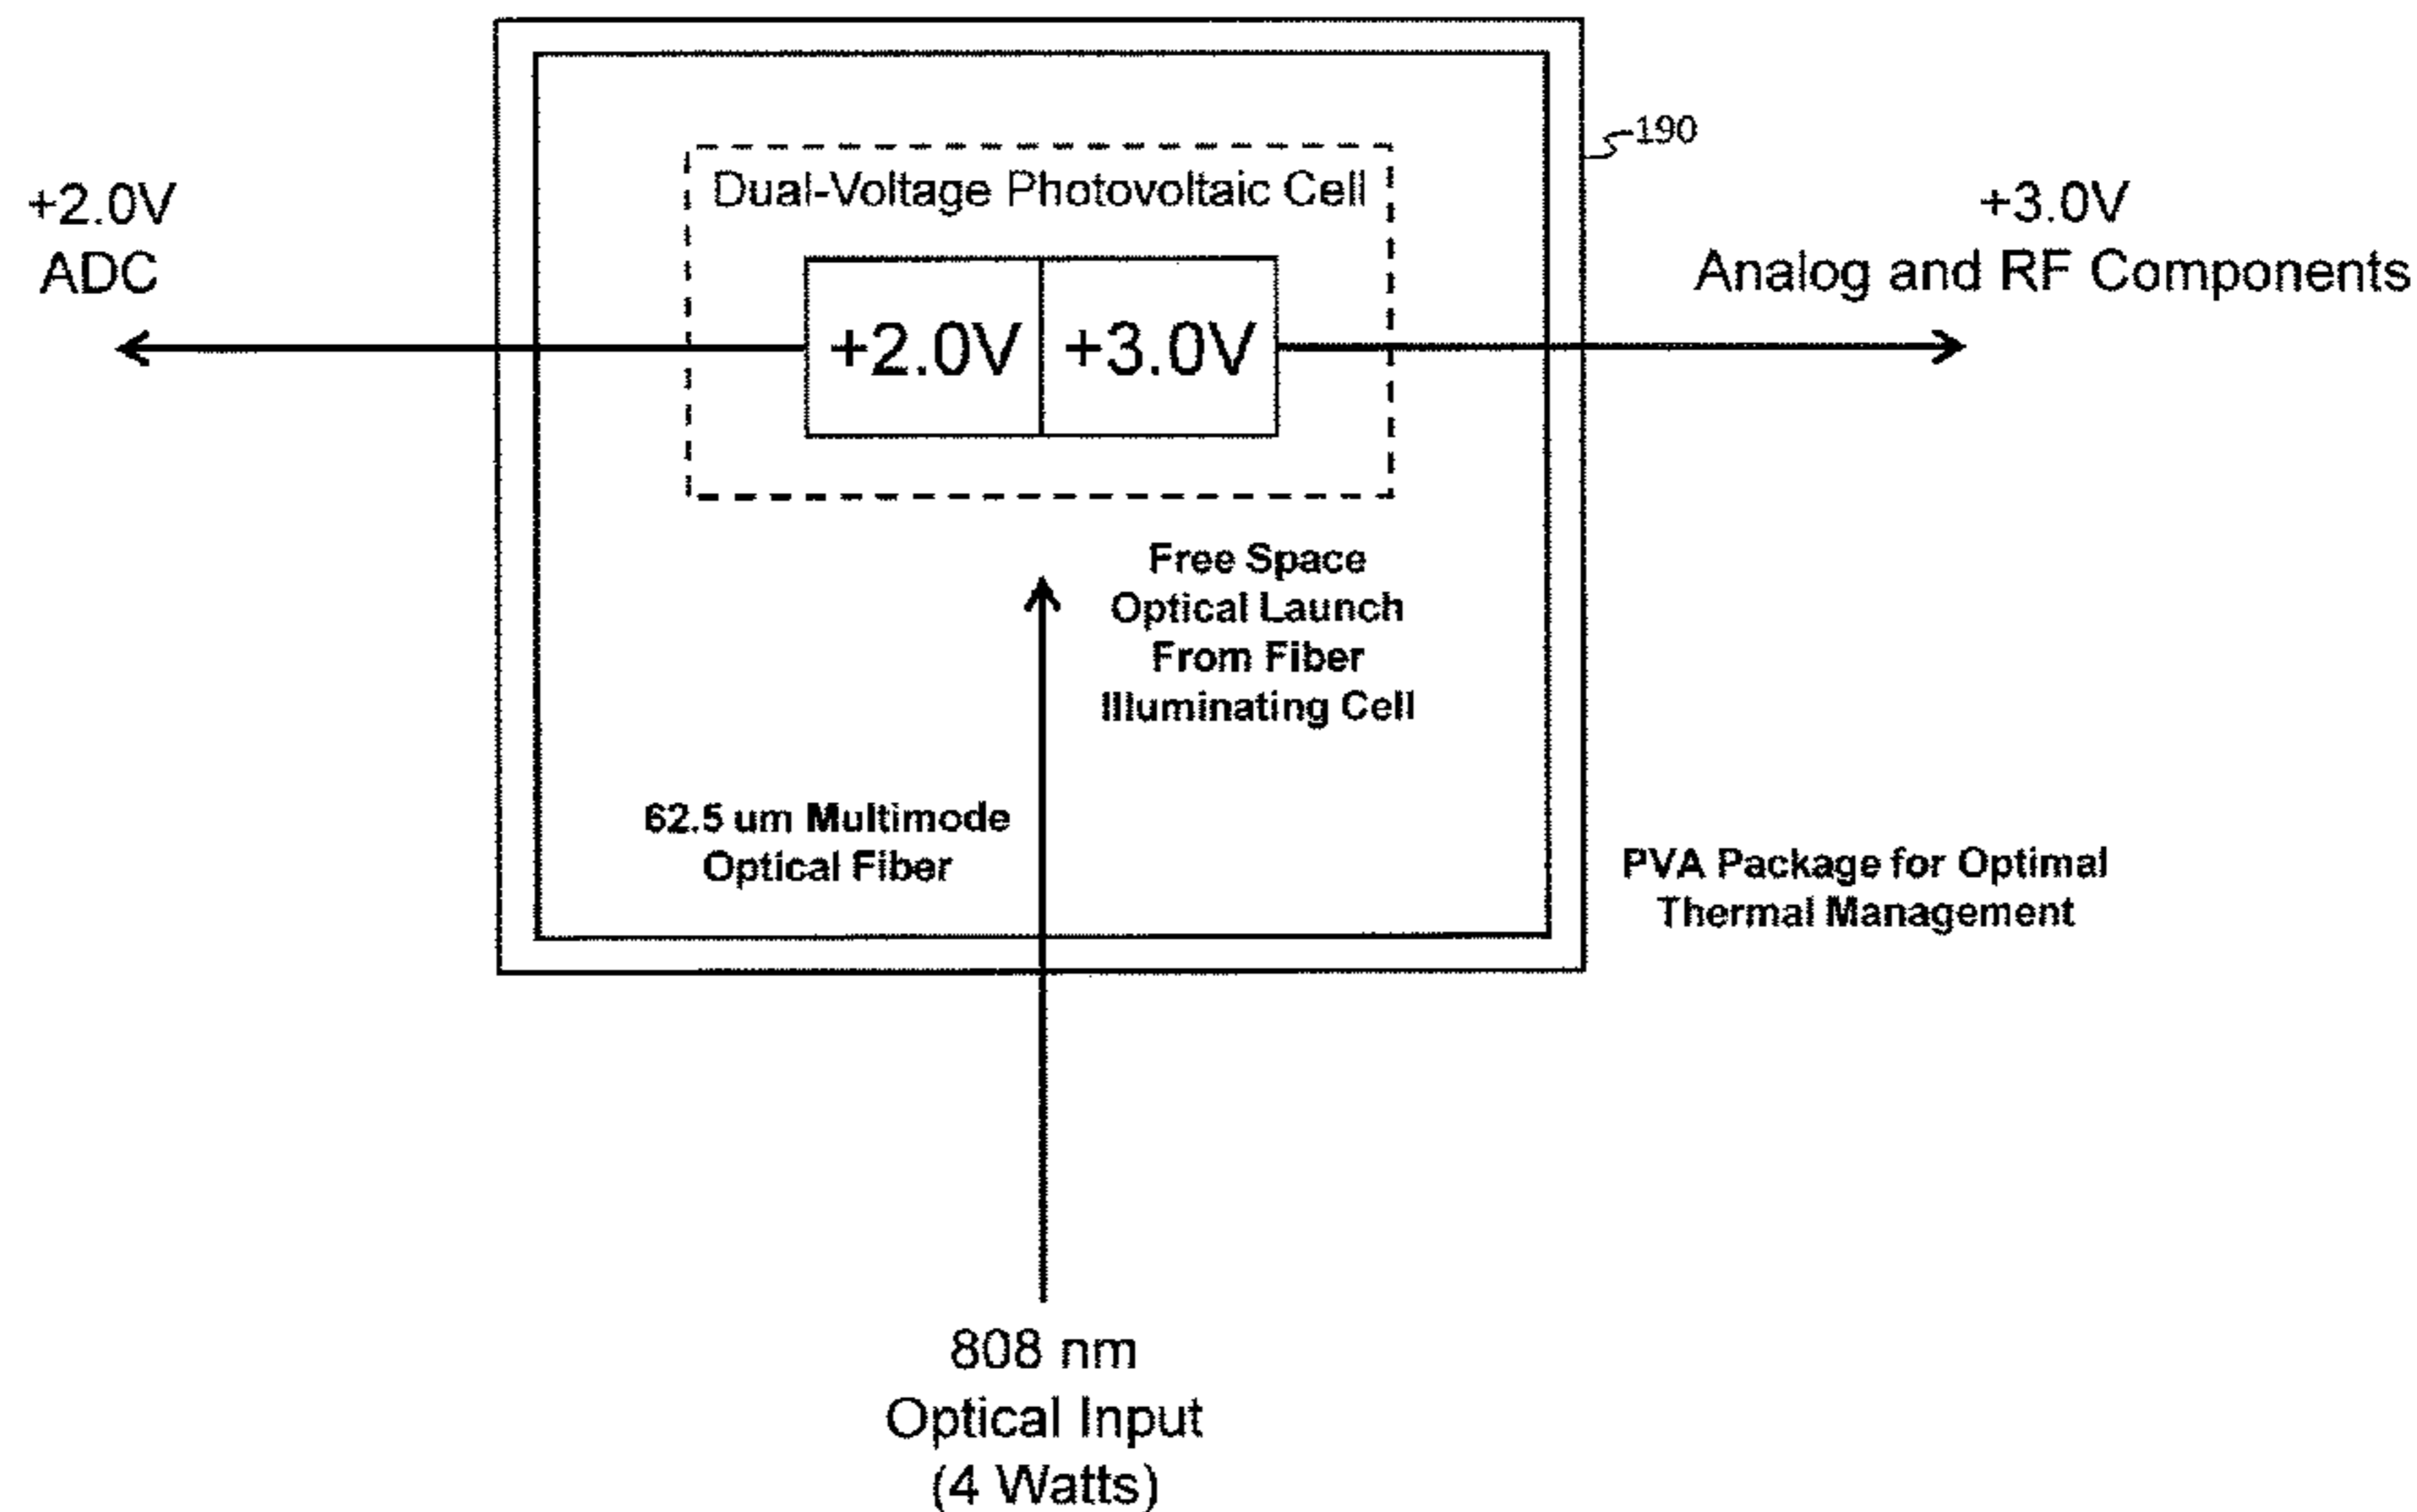 190
+2.0V
ADC
Dual-Voltage Photovoltaic Cell
+3.0V
Analog and RF Components
+2.0V
+3.0V
Free Space
Optical Launch
From Fiber
Illuminating Cell
62.5 um Multimode
Optical Fiber
PVA Package for Optimal
Thermal Management
808 nm
Optical Input
(4 Watts)